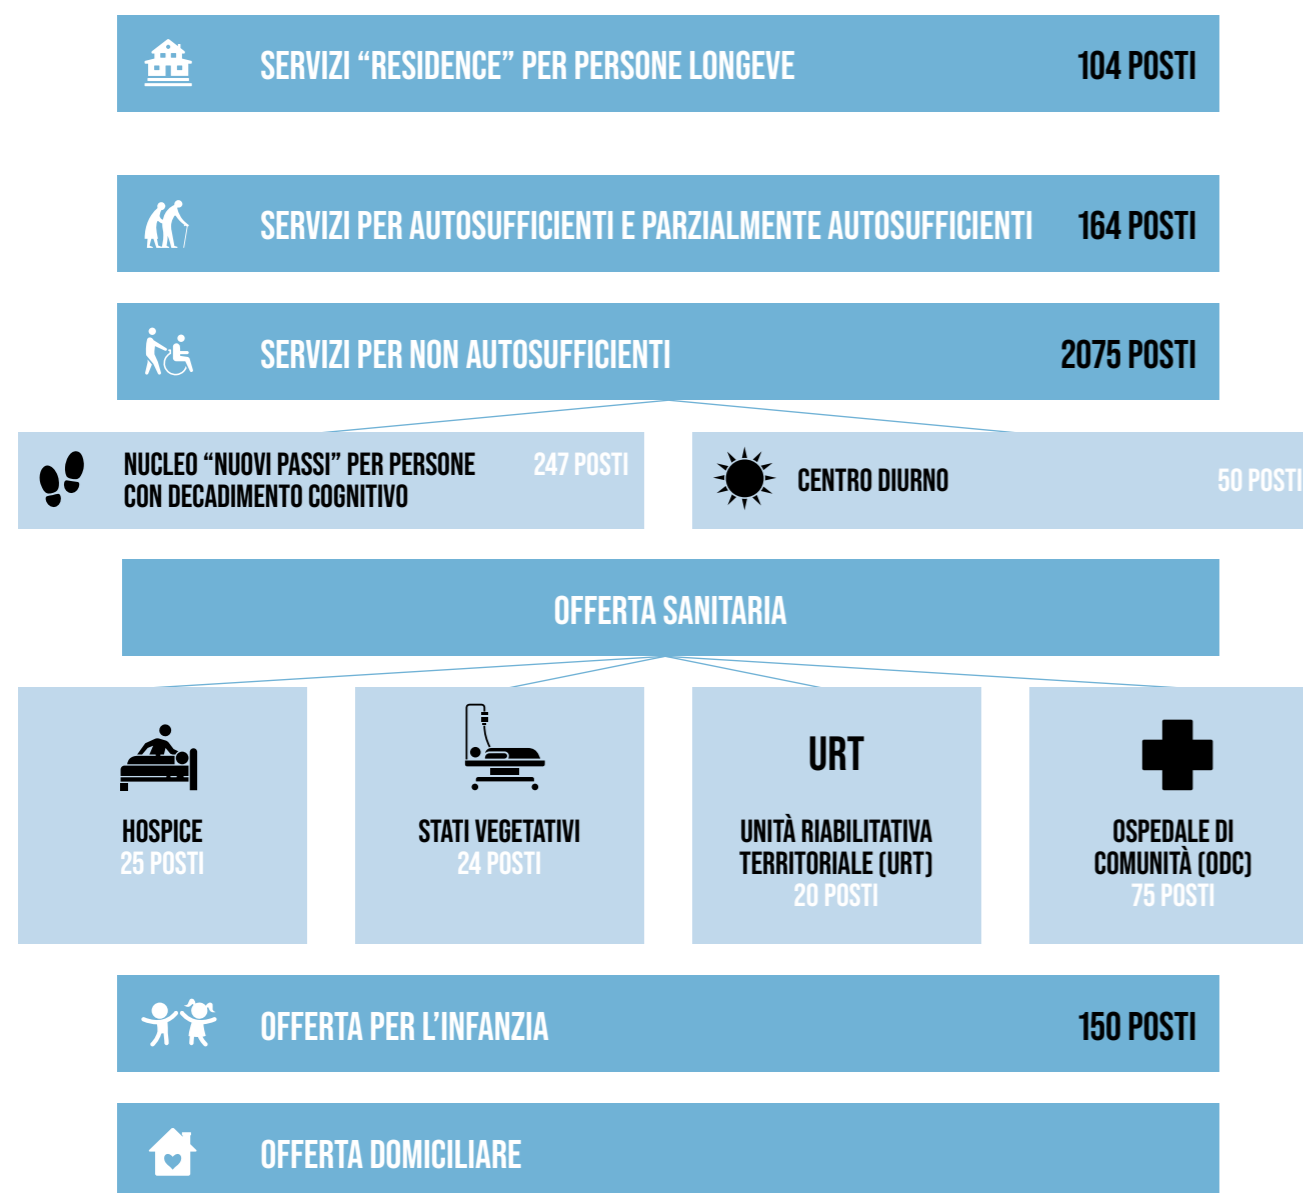 SERVIZI “RESIDENCE” PER PERSONE LONGEVE 104 POSTI
SERVIZI PER AUTOSUFFICIENTI E PARZIALMENTE AUTOSUFFICIENTI 164 POSTI
SERVIZI PER NON AUTOSUFFICIENTI 2075 POSTI
NUCLEO “NUOVI PASSI” PER PERSONE 247 POSTI
CON DECADIMENTO COGNITIVO
CENTRO DIURNO 50 POSTI
OFFERTA SANITARIA
HOSPICE
25 POSTI
STATI VEGETATIVI
24 POSTI
URT
UNITÀ RIABILITATIVA
TERRITORIALE (URT)
20 POSTI
OSPEDALE DI
COMUNITÀ (ODC)
75 POSTI
OFFERTA PER L’INFANZIA 150 POSTI
OFFERTA DOMICILIARE